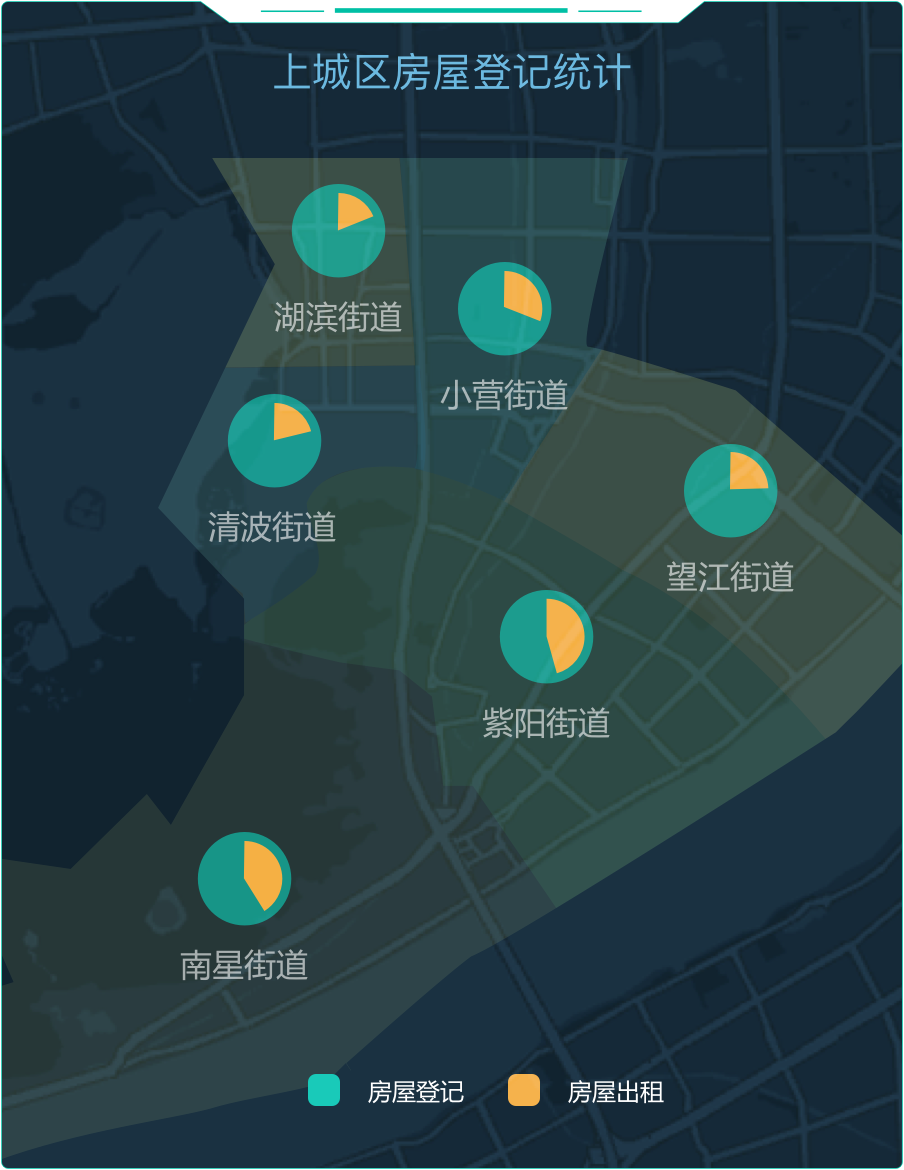 上城区房屋登记统计
湖滨街道
小营街道
清波街道
望江街道
紫阳街道
南星街道
房屋登记 房屋出租